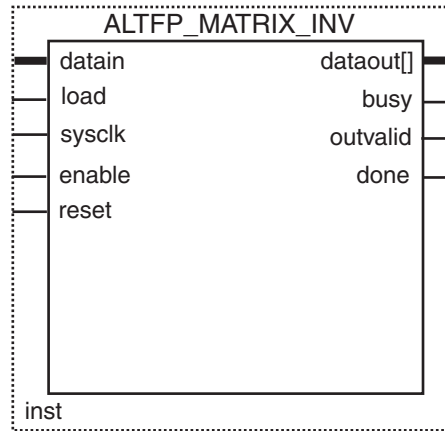 ALTFP_MATRIX_INV
datain dataout[]
load busy
sysclk outvalid
enable done
reset
inst